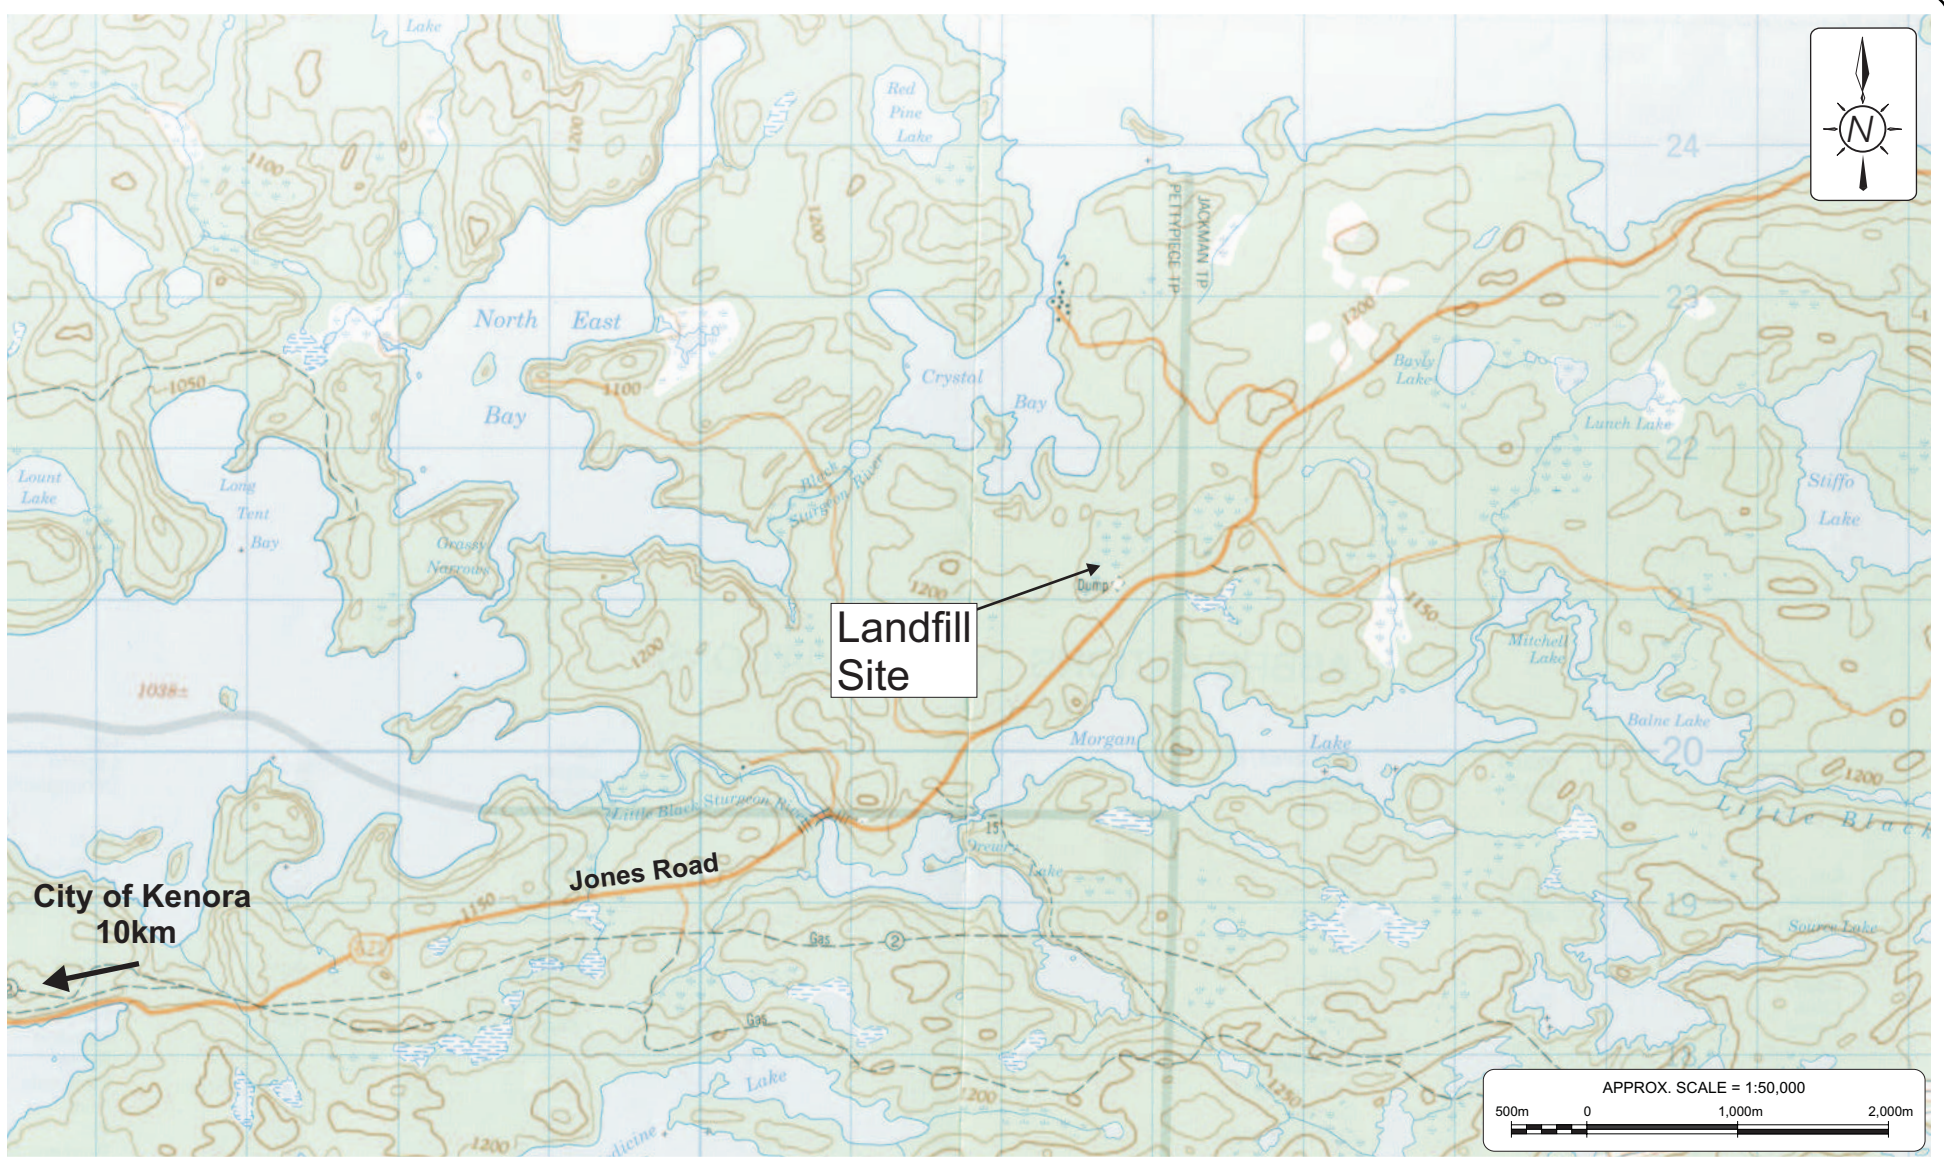 Lake
Red
Pine
Lake
N
24
1200
1100
PETTYPIECE TP
JACKMAN TP
1200
23
1200
North East
Bay
1050
1100
Crystal
Bay
Bayly
Lake
Lunch Lake
22
Lount
Lake
Long
Tent
Bay
Black
Sturgeon River
Stiffo
Lake
Grassy
Narrows
Dump
1200
21
1150
Landfill
Site
1200
Mitchell
Lake
1038±
Morgan
Lake
Balne Lake
20
1200
Little Black Sturgeon River
Little Black
15
Lake
Jones Road
City of Kenora
10km
1150
19
Source Lake
Gas
2
Gas
Lake
1200
1250
1200
APPROX. SCALE = 1:50,000
500m 0 1,000m 2,000m